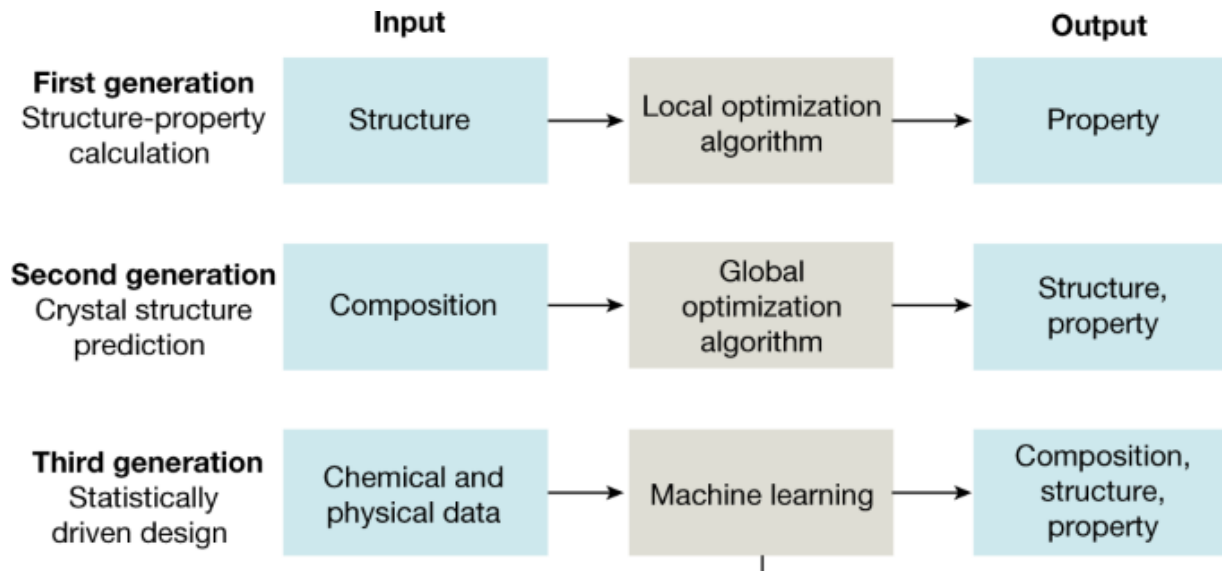 Input
Output
First generation
Structure-property
calculation
Structure
Local optimization
algorithm
Property
Second generation
Crystal structure
prediction
Composition
Global
optimization
algorithm
Structure,
property
Third generation
Statistically
driven design
Chemical and
physical data
Machine learning
Composition,
structure,
property